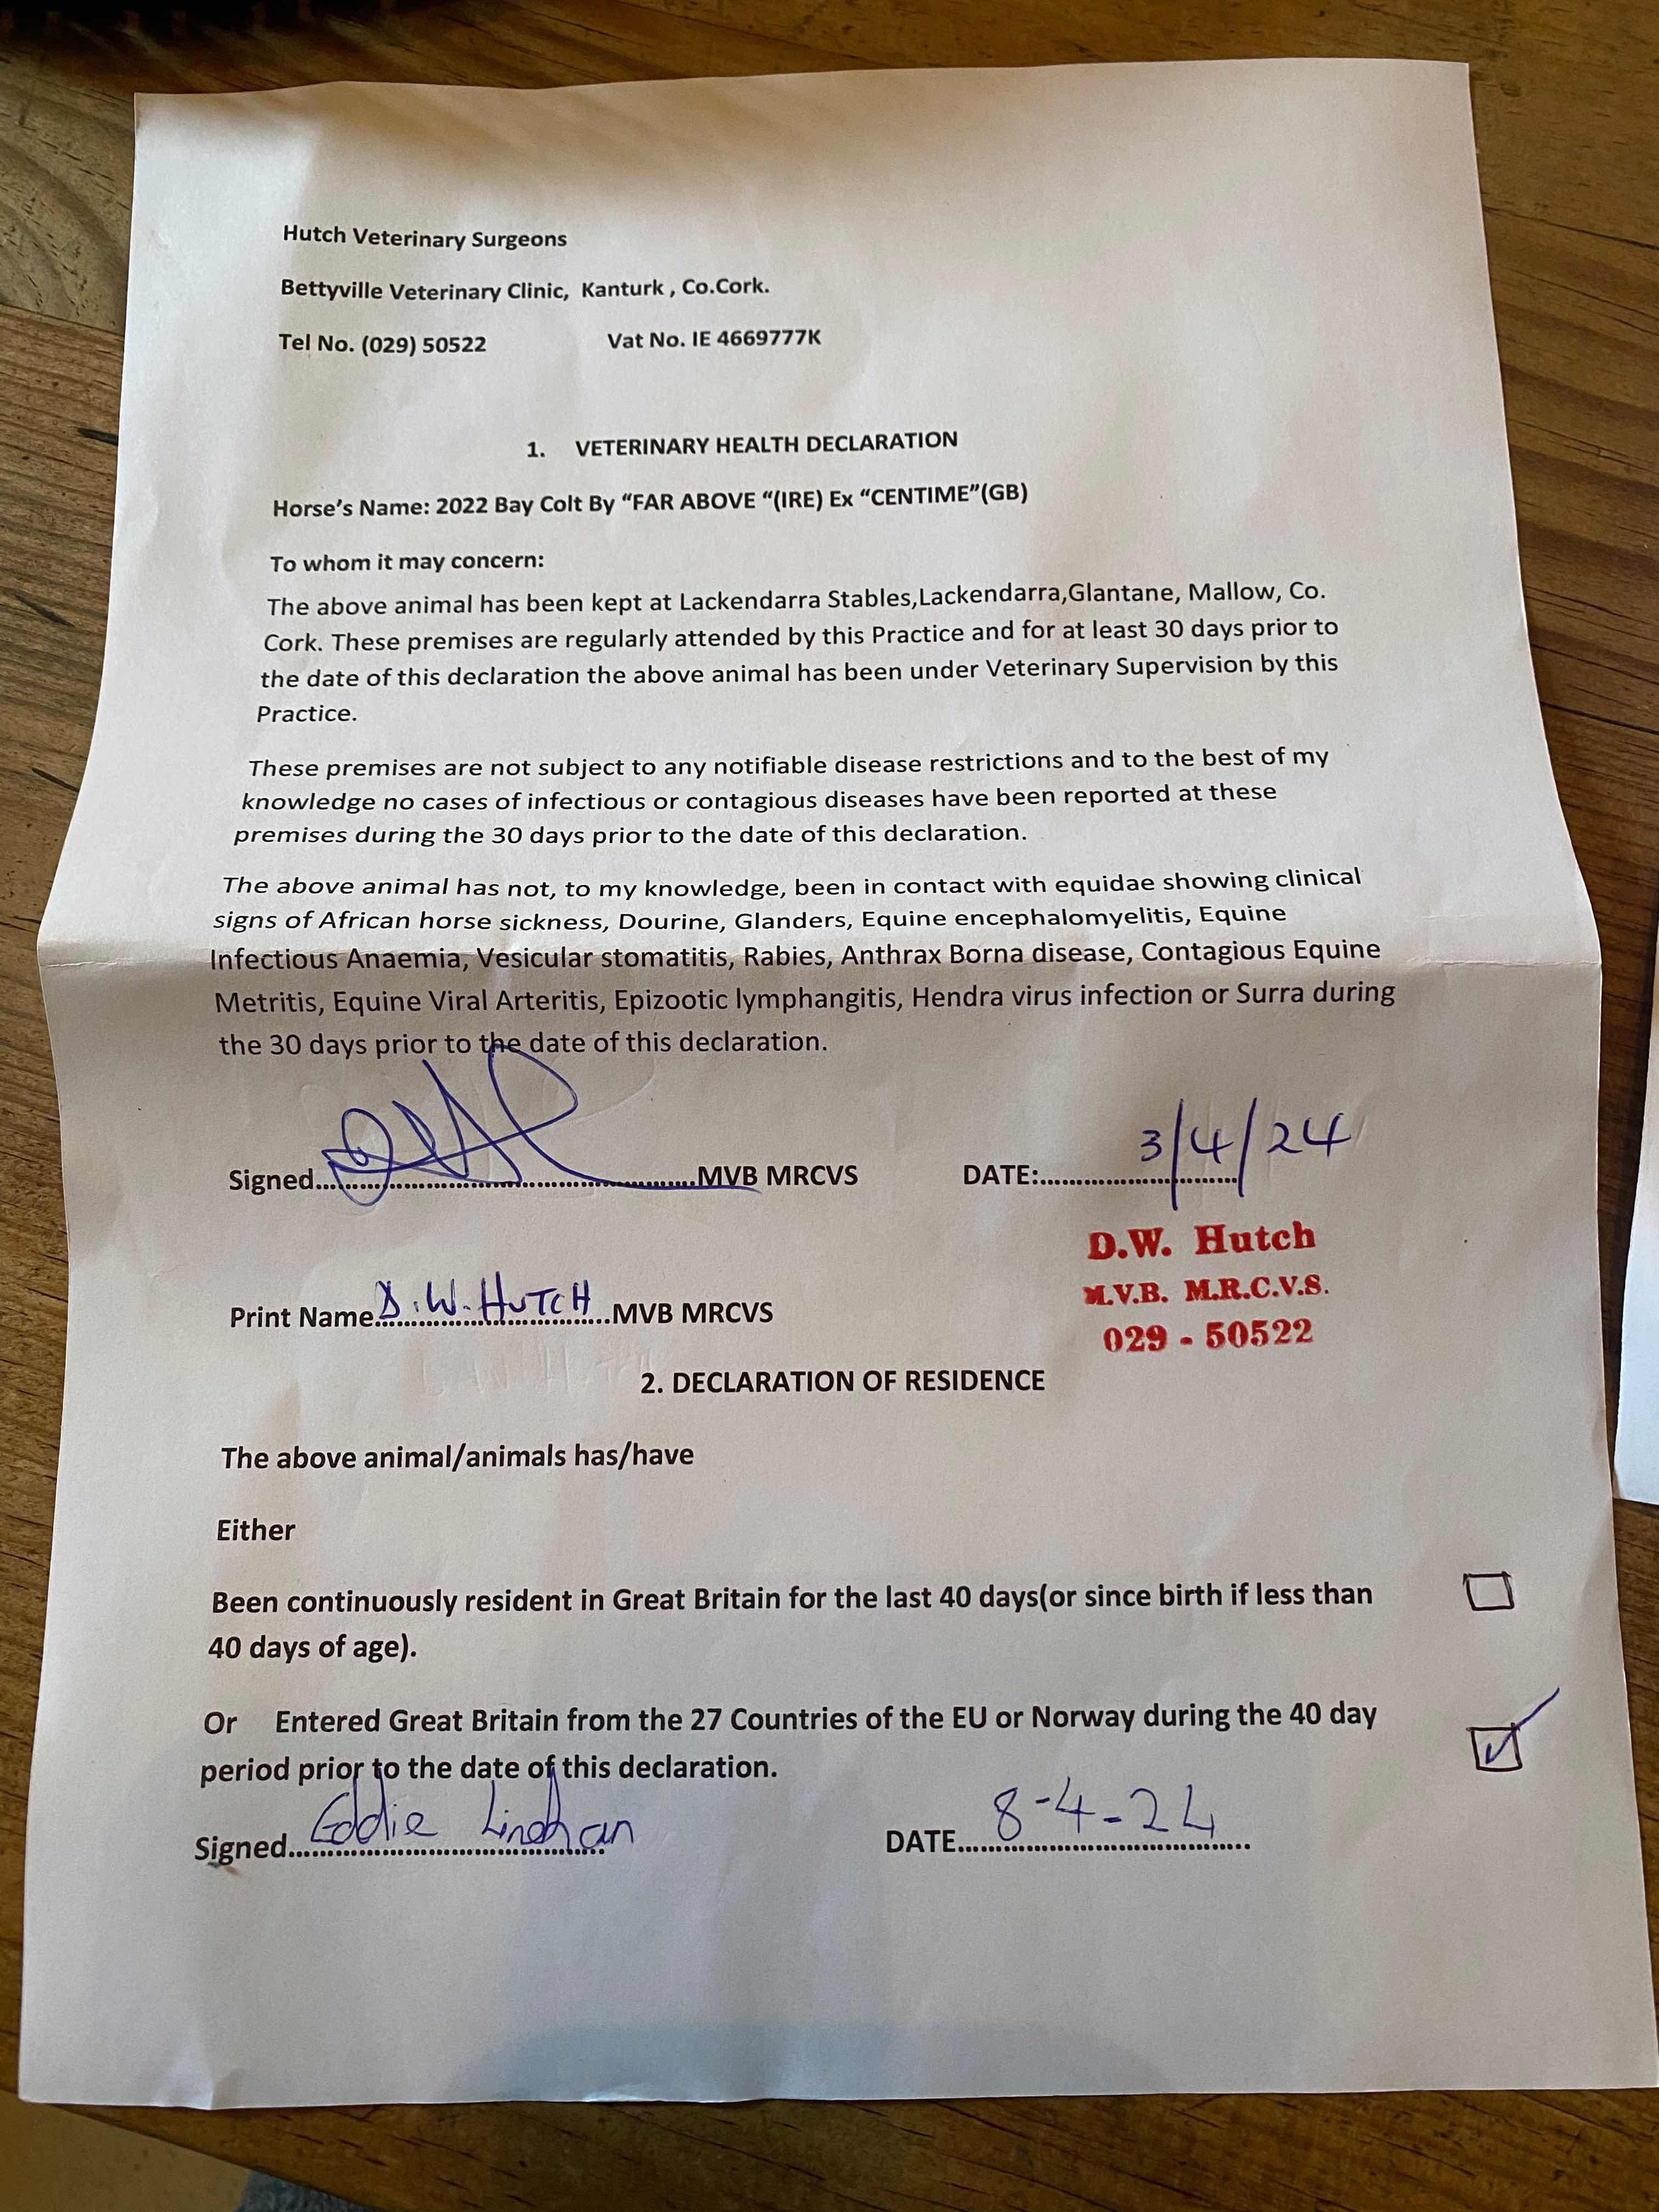 Hutch Veterinary Surgeons
Bettyville Veterinary Clinic, Kanturk , Co.Cork.
Tel No. (029) 50522 Vat No. IE 4669777K
1. VETERINARY HEALTH DECLARATION
Horse's Name: 2022 Bay Colt By “FAR ABOVE “(IRE) Ex “CENTIME”(GB)
To whom it may concern:
The above animal has been kept at Lackendarra Stables,Lackendarra,Glantane, Mallow, Co.
Cork. These premises are regularly attended by this Practice and for at least 30 days prior to
the date of this declaration the above animal has been under Veterinary Supervision by this
Practice.
These premises are not subject to any notifiable disease restrictions and to the best of my
knowledge no cases of infectious or contagious diseases have been reported at these
premises during the 30 days prior to the date of this declaration.
The above animal has not, to my knowledge, been in contact with equidae showing clinical
signs of African horse sickness, Dourine, Glanders, Equine encephalomyelitis, Equine
Infectious Anaemia, Vesicular stomatitis, Rabies, Anthrax Borna disease, Contagious Equine
Metritis, Equine Viral Arteritis, Epizootic lymphangitis, Hendra virus infection or Surra during
the 30 days prior to the date of this declaration.
Signed..........MVB MRCVS DATE:..........3/4/24
D.W. Hutch
M.V.B. M.R.C.V.S.
029 - 50522
Print Name D.W. HUTCH MVB MRCVS
2. DECLARATION OF RESIDENCE
The above animal/animals has/have
Either
Been continuously resident in Great Britain for the last 40 days(or since birth if less than
40 days of age).
Or Entered Great Britain from the 27 Countries of the EU or Norway during the 40 day
period prior to the date of this declaration.
Signed Eddie Linehan DATE 8-4-24